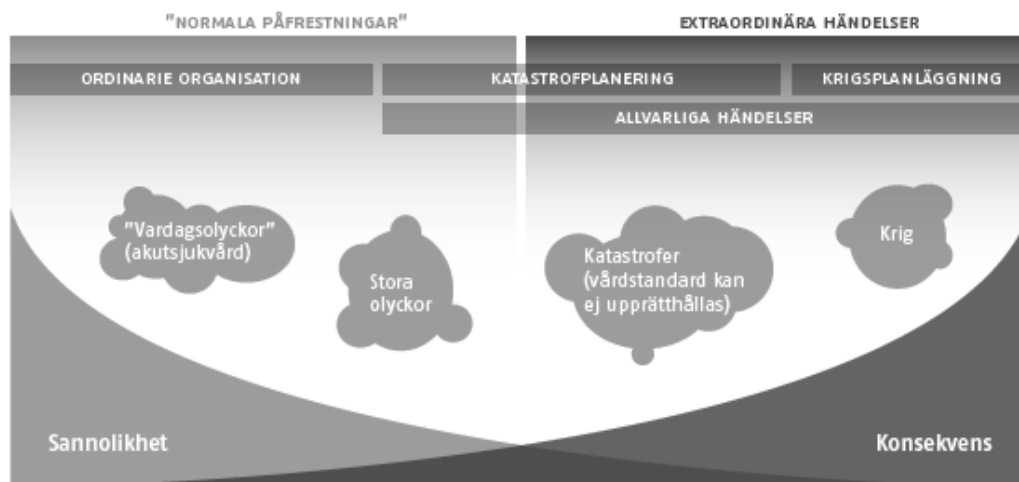 "NORMALA PÅFRESTNINGAR"
EXTRAORDINÄRA HÄNDELSER
ORDINARIE ORGANISATION
KATASTROFPLANERING
KRIGSPLANLÄGGNING
ALLVARLIGA HÄNDELSER
"Vardagsolyckor"
(akutsjukvård)
Stora
olyckor
Katastrofer
(vårdstandard kan
ej upprätthållas)
Krig
Sannolikhet
Konsekvens